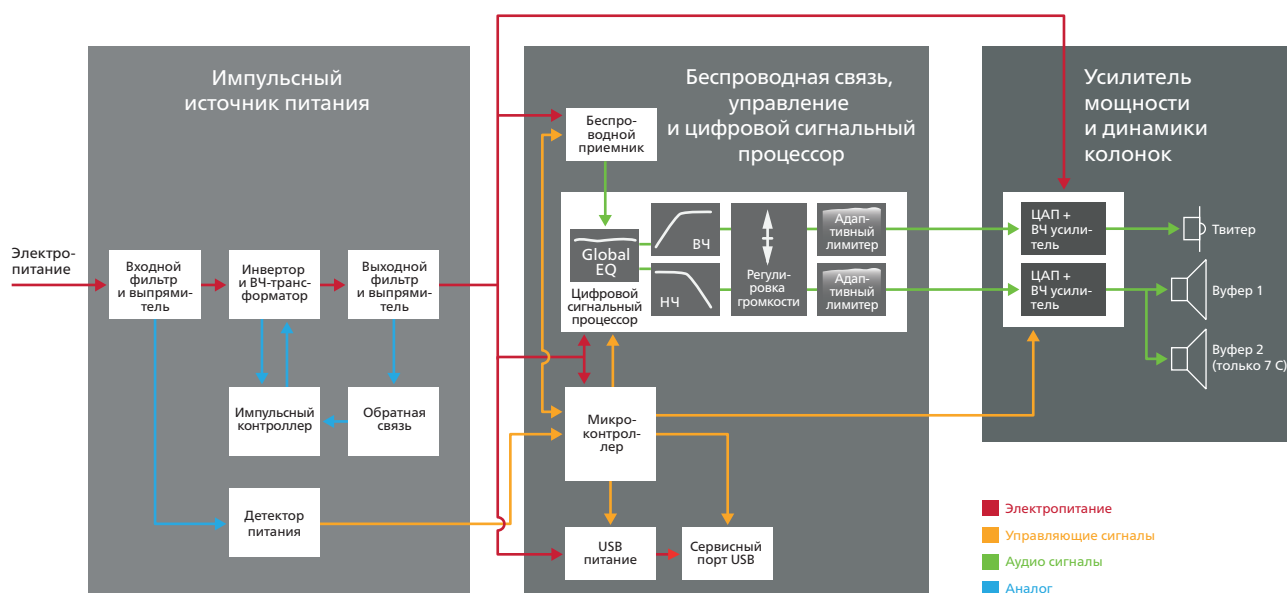 Импульсный
источник питания
Беспроводная связь,
управление
и цифровой сигнальный
процессор
Усилитель
мощности
и динамики
колонок
Беспро-
водной
приемник
Электро-
питание
Входной
фильтр
и выпрями-
тель
Инвертор
и ВЧ-транс-
форматор
Выходной
фильтр
и выпрями-
тель
Импульсный
контроллер
Обратная
связь
Детектор
питания
Global
EQ
Цифровой
сигнальный
процессор
ВЧ
НЧ
Регули-
ровка
громкости
Адап-
тивный
лимитер
Адап-
тивный
лимитер
Микро-
контрол-
лер
USB
питание
Сервисный
порт USB
ЦАП +
ВЧ усили-
тель
ЦАП +
ВЧ усили-
тель
Твитер
Вуфер 1
Вуфер 2
(только 7 C)
Электропитание
Управляющие сигналы
Аудио сигналы
Аналог